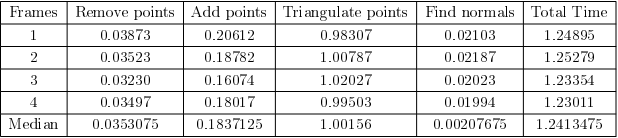 Frames Remove points Add points Triangulate points Find normals Total Time
1 0.03873 0.20612 0.98307 0.02103 1.24895
2 0.03523 0.18782 1.00787 0.02187 1.25279
3 0.03230 0.16074 1.02027 0.02023 1.23354
4 0.03497 0.18017 0.99503 0.01994 1.23011
Median 0.0353075 0.1837125 1.00156 0.00207675 1.2413475